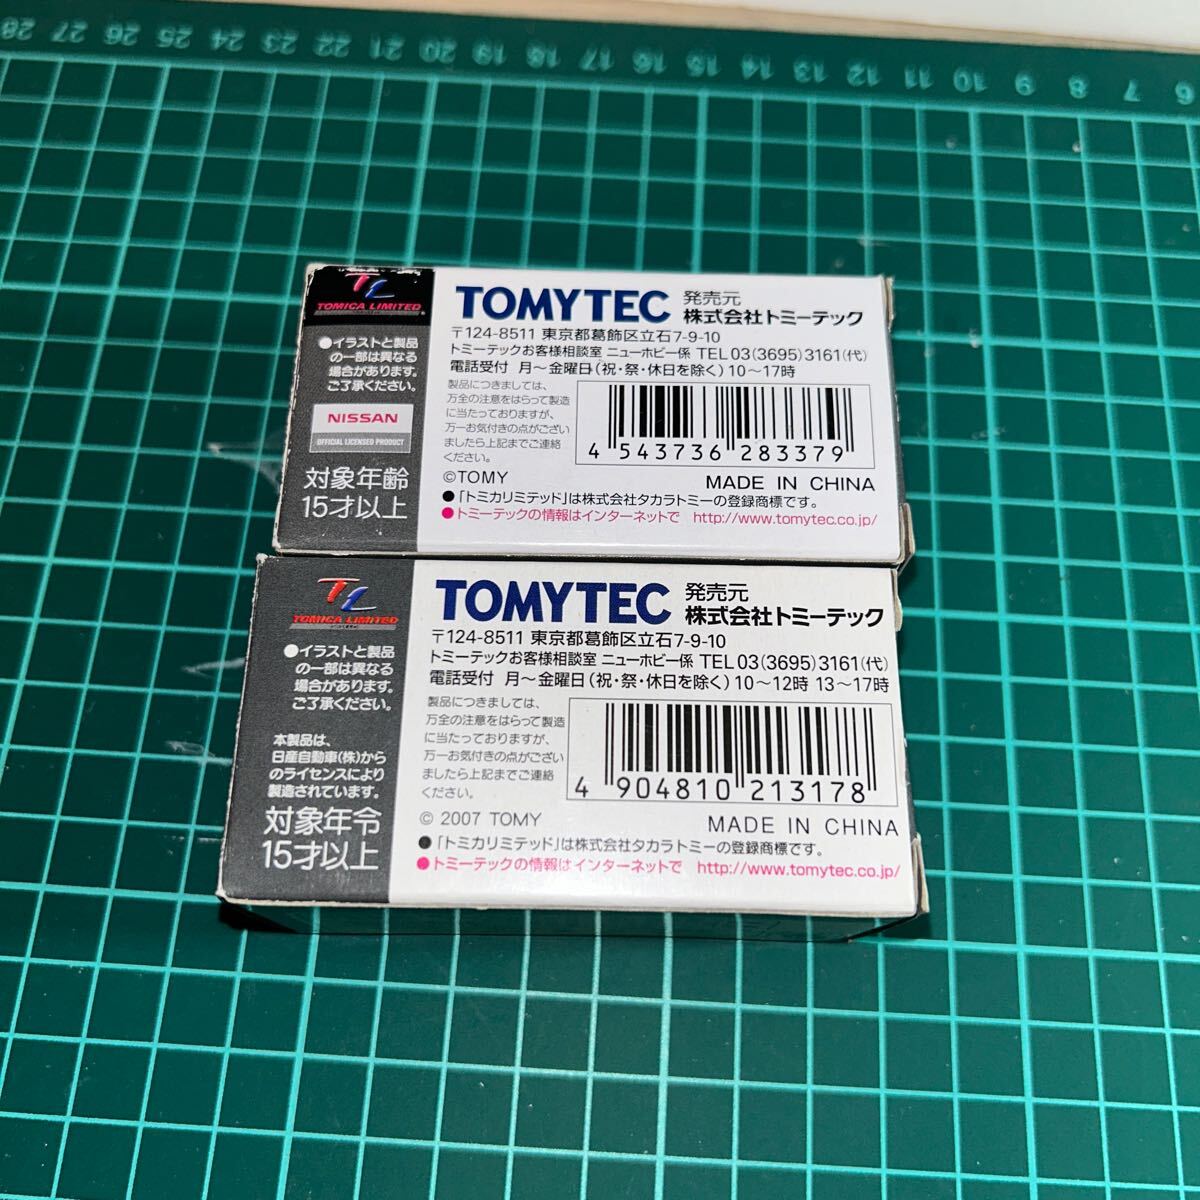 28 27 26 25 24 23 22 21 20 19 18 17 16 15 14 13 12 11 10 9 8 7 6
TOMICA LIMITED
●イラストと製品
の一部は異なる
場合があります。
ご了承ください。
NISSAN
OFFICIAL LICENSED PRODUCT
対象年齢
15才以上
TOMYTEC 発売元
株式会社トミーテック
〒124-8511 東京都葛飾区立石7-9-10
トミーテックお客様相談室 ニューホビー係 TEL 03(3695)3161(代)
電話受付 月〜金曜日(祝・祭・休日を除く) 10〜17時
製品につきましては、
万全の注意をはらって製造
に当たっておりますが、
万一お気付きの点がござい
ましたら上記までご連絡
ください。
4 543736 283379
©TOMY MADE IN CHINA
●「トミカリミテッド」は株式会社タカラトミーの登録商標です。
●トミーテックの情報はインターネットで http://www.tomytec.co.jp/
TL
TOMICA LIMITED
●イラストと製品
の一部は異なる
場合があります。
ご了承ください。
本製品は、
日産自動車(株)から
のライセンスにより
製造されています。
対象年令
15才以上
TOMYTEC 発売元
株式会社トミーテック
〒124-8511 東京都葛飾区立石7-9-10
トミーテックお客様相談室 ニューホビー係 TEL 03(3695)3161(代)
電話受付 月〜金曜日(祝・祭・休日を除く) 10〜12時 13〜17時
製品につきましては、
万全の注意をはらって製造
に当たっておりますが、
万一お気付きの点がござい
ましたら上記までご連絡
ください。
4 904810 213178
© 2007 TOMY MADE IN CHINA
●「トミカリミテッド」は株式会社タカラトミーの登録商標です。
●トミーテックの情報はインターネットで http://www.tomytec.co.jp/